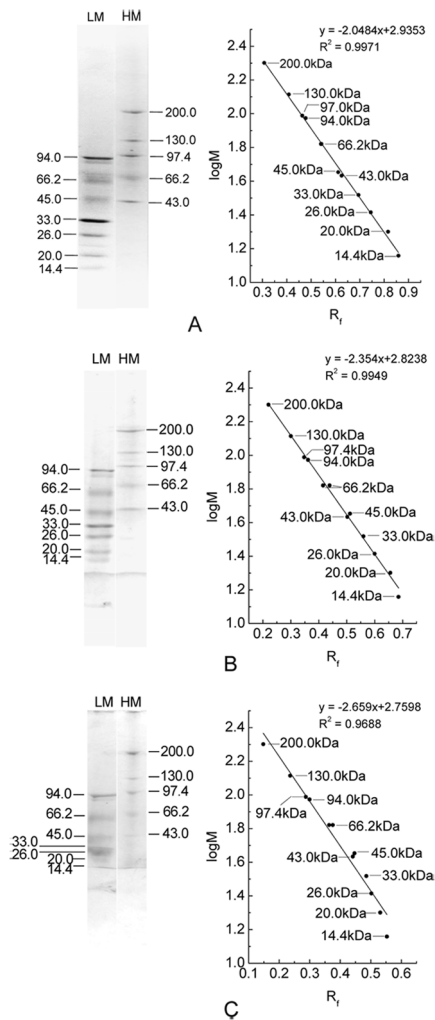 LM HM
94.0
66.2
45.0
33.0
26.0
20.0
14.4
200.0
130.0
97.4
66.2
43.0
y = -2.0484x+2.9353
R² = 0.9971
logM
2.4
2.2
2.0
1.8
1.6
1.4
1.2
1.0
200.0kDa
130.0kDa
97.0kDa
94.0kDa
66.2kDa
45.0kDa
43.0kDa
33.0kDa
26.0kDa
20.0kDa
14.4kDa
0.3 0.4 0.5 0.6 0.7 0.8 0.9
Rf
A
LM HM
94.0
66.2
45.0
33.0
26.0
20.0
14.4
200.0
130.0
97.4
66.2
43.0
y = -2.354x+2.8238
R² = 0.9949
logM
2.4
2.2
2.0
1.8
1.6
1.4
1.2
1.0
200.0kDa
130.0kDa
97.4kDa
94.0kDa
66.2kDa
43.0kDa
45.0kDa
33.0kDa
26.0kDa
20.0kDa
14.4kDa
0.2 0.3 0.4 0.5 0.6 0.7
Rf
B
LM HM
94.0
66.2
45.0
33.0
26.0
20.0
14.4
200.0
130.0
97.4
66.2
43.0
y = -2.659x+2.7598
R² = 0.9688
logM
2.4
2.2
2.0
1.8
1.6
1.4
1.2
1.0
200.0kDa
130.0kDa
97.4kDa
94.0kDa
66.2kDa
43.0kDa
45.0kDa
33.0kDa
26.0kDa
20.0kDa
14.4kDa
0.1 0.2 0.3 0.4 0.5 0.6
Rf
C